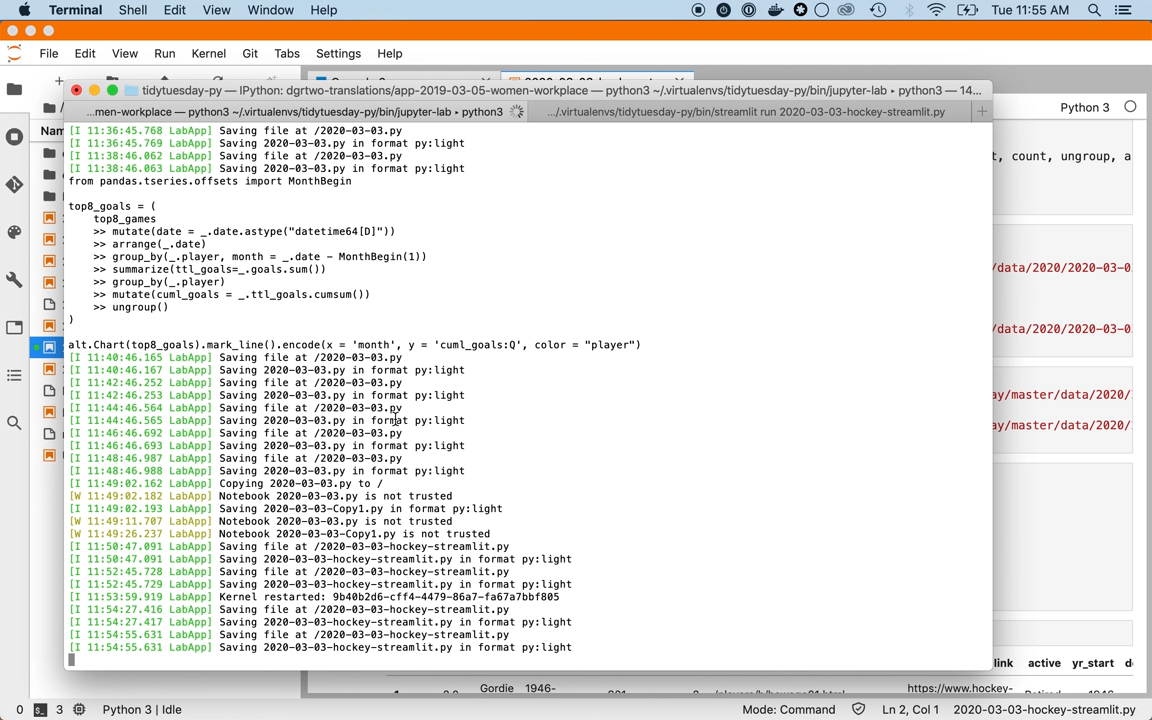 Terminal Shell Edit View Window Help Tue 11:55 AM
File Edit View Run Kernel Git Tabs Settings Help
tidytuesday-py — IPython: dgrtwo-translations/app-2019-03-05-women-workplace — python3 ~/.virtualenvs/tidytuesday-py/bin/jupyter-lab ▸ python3 — 14...
...men-workplace — python3 ~/.virtualenvs/tidytuesday-py/bin/jupyter-lab ▸ python3
.../.virtualenvs/tidytuesday-py/bin/streamlit run 2020-03-03-hockey-streamlit.py
Python 3
Nam
[I 11:36:45.768 LabApp] Saving file at /2020-03-03.py
[I 11:36:45.769 LabApp] Saving 2020-03-03.py in format py:light
[I 11:38:46.062 LabApp] Saving file at /2020-03-03.py
[I 11:38:46.063 LabApp] Saving 2020-03-03.py in format py:light
from pandas.tseries.offsets import MonthBegin
top8_goals = (
top8_games
>> mutate(date = _.date.astype("datetime64[D]"))
>> arrange(_.date)
>> group_by(_.player, month = _.date - MonthBegin(1))
>> summarize(ttl_goals=_.goals.sum())
>> group_by(_.player)
>> mutate(cuml_goals = _.ttl_goals.cumsum())
>> ungroup()
)
alt.Chart(top8_goals).mark_line().encode(x = 'month', y = 'cuml_goals:Q', color = "player")
[I 11:40:46.165 LabApp] Saving file at /2020-03-03.py
[I 11:40:46.167 LabApp] Saving 2020-03-03.py in format py:light
[I 11:42:46.252 LabApp] Saving file at /2020-03-03.py
[I 11:42:46.253 LabApp] Saving 2020-03-03.py in format py:light
[I 11:44:46.564 LabApp] Saving file at /2020-03-03.py
[I 11:44:46.565 LabApp] Saving 2020-03-03.py in format py:light
[I 11:46:46.692 LabApp] Saving file at /2020-03-03.py
[I 11:46:46.693 LabApp] Saving 2020-03-03.py in format py:light
[I 11:48:46.987 LabApp] Saving file at /2020-03-03.py
[I 11:48:46.988 LabApp] Saving 2020-03-03.py in format py:light
[I 11:49:02.162 LabApp] Copying 2020-03-03.py to /
[W 11:49:02.182 LabApp] Notebook 2020-03-03.py is not trusted
[I 11:49:02.193 LabApp] Saving 2020-03-03-Copy1.py in format py:light
[W 11:49:11.707 LabApp] Notebook 2020-03-03.py is not trusted
[W 11:49:26.237 LabApp] Notebook 2020-03-03-Copy1.py is not trusted
[I 11:50:47.091 LabApp] Saving file at /2020-03-03-hockey-streamlit.py
[I 11:50:47.091 LabApp] Saving 2020-03-03-hockey-streamlit.py in format py:light
[I 11:52:45.728 LabApp] Saving file at /2020-03-03-hockey-streamlit.py
[I 11:52:45.729 LabApp] Saving 2020-03-03-hockey-streamlit.py in format py:light
[I 11:53:59.919 LabApp] Kernel restarted: 9b40b2d6-cff4-4479-86a7-fa67a7bbf805
[I 11:54:27.416 LabApp] Saving file at /2020-03-03-hockey-streamlit.py
[I 11:54:27.417 LabApp] Saving 2020-03-03-hockey-streamlit.py in format py:light
[I 11:54:55.631 LabApp] Saving file at /2020-03-03-hockey-streamlit.py
[I 11:54:55.631 LabApp] Saving 2020-03-03-hockey-streamlit.py in format py:light
t, count, ungroup, a
/data/2020/2020-03-0
/data/2020/2020-03-0
ay/master/data/2020/
ay/master/data/2020/
link active yr_start d
Gordie 1946- https://www.hockey-
0 3 Python 3 | Idle Mode: Command Ln 2, Col 1 2020-03-03-hockey-streamlit.py